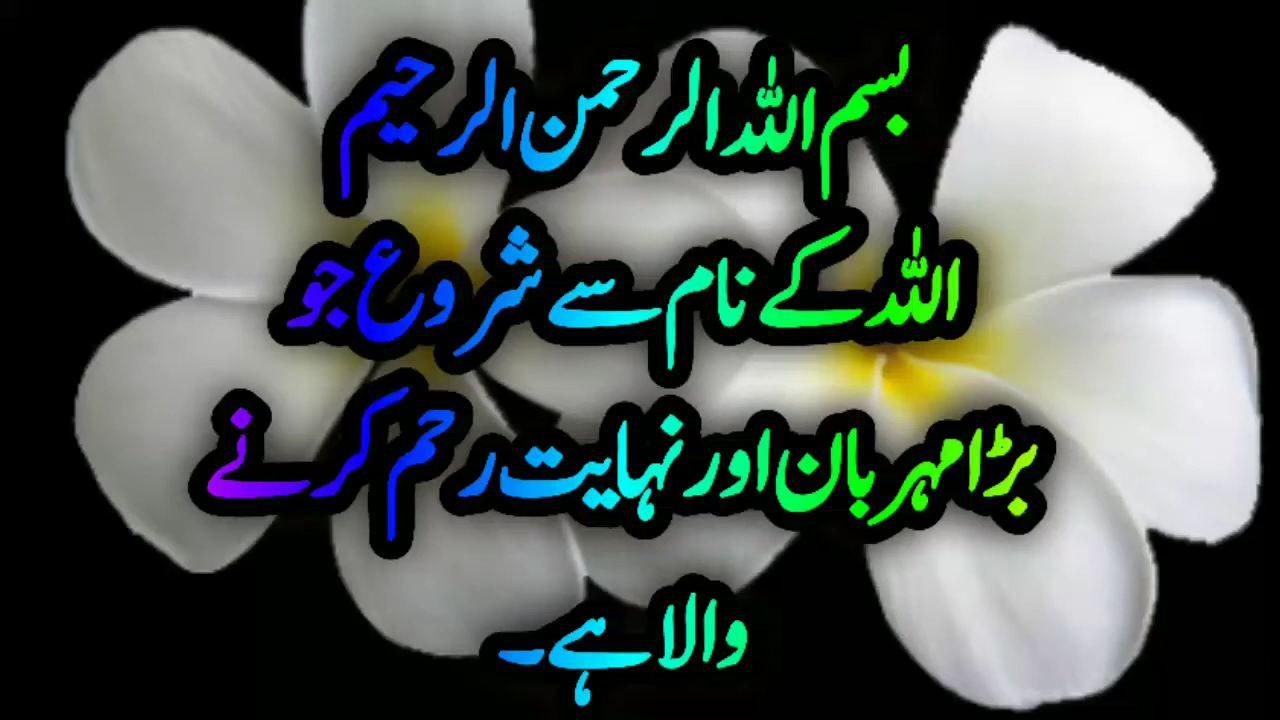 بسم اللہ الرحمن الرحیم
اللہ کے نام سے شروع جو
بڑا مہربان اور نہایت رحم کرنے
والا ہے۔